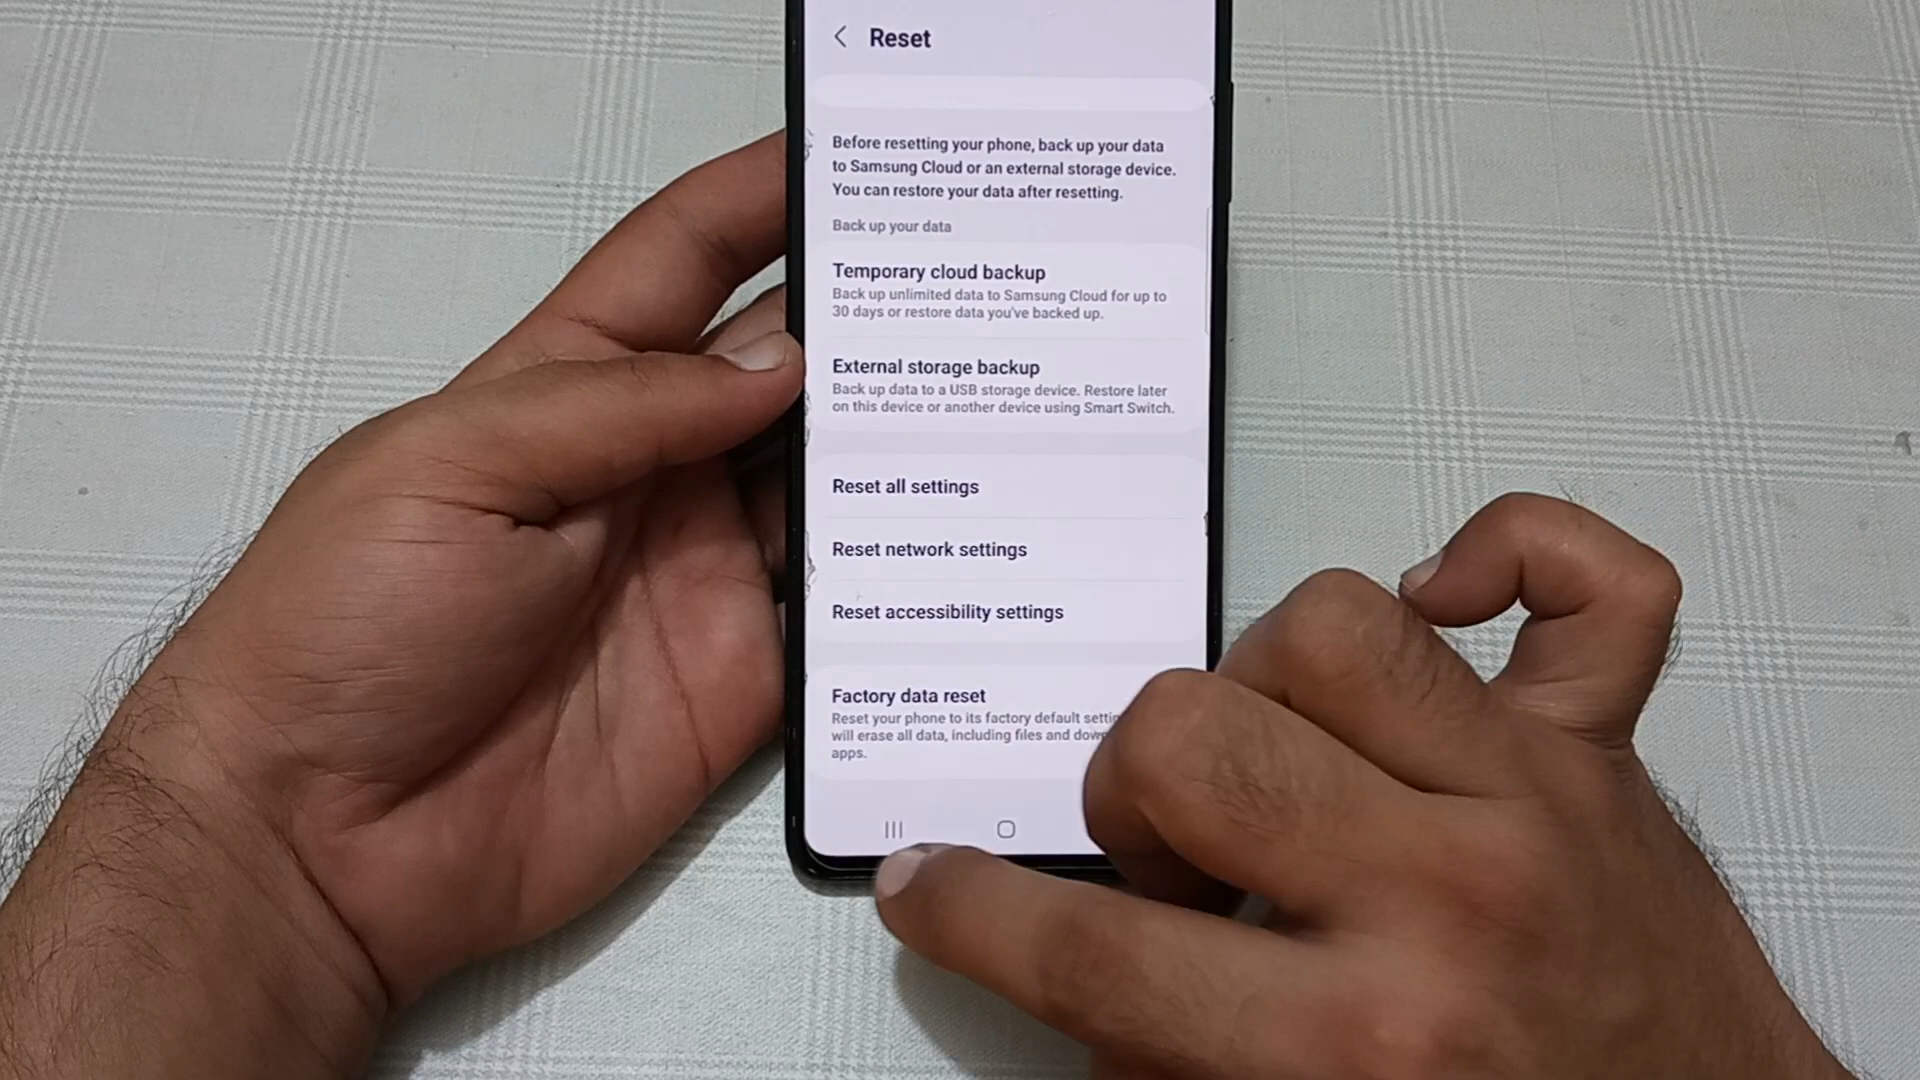 Reset
Before resetting your phone, back up your data
to Samsung Cloud or an external storage device.
You can restore your data after resetting.
Back up your data
Temporary cloud backup
Back up unlimited data to Samsung Cloud for up to
30 days or restore data you've backed up.
External storage backup
Back up data to a USB storage device. Restore later
on this device or another device using Smart Switch.
Reset all settings
Reset network settings
Reset accessibility settings
Factory data reset
Reset your phone to its factory default
will erase all data, including files and
apps.